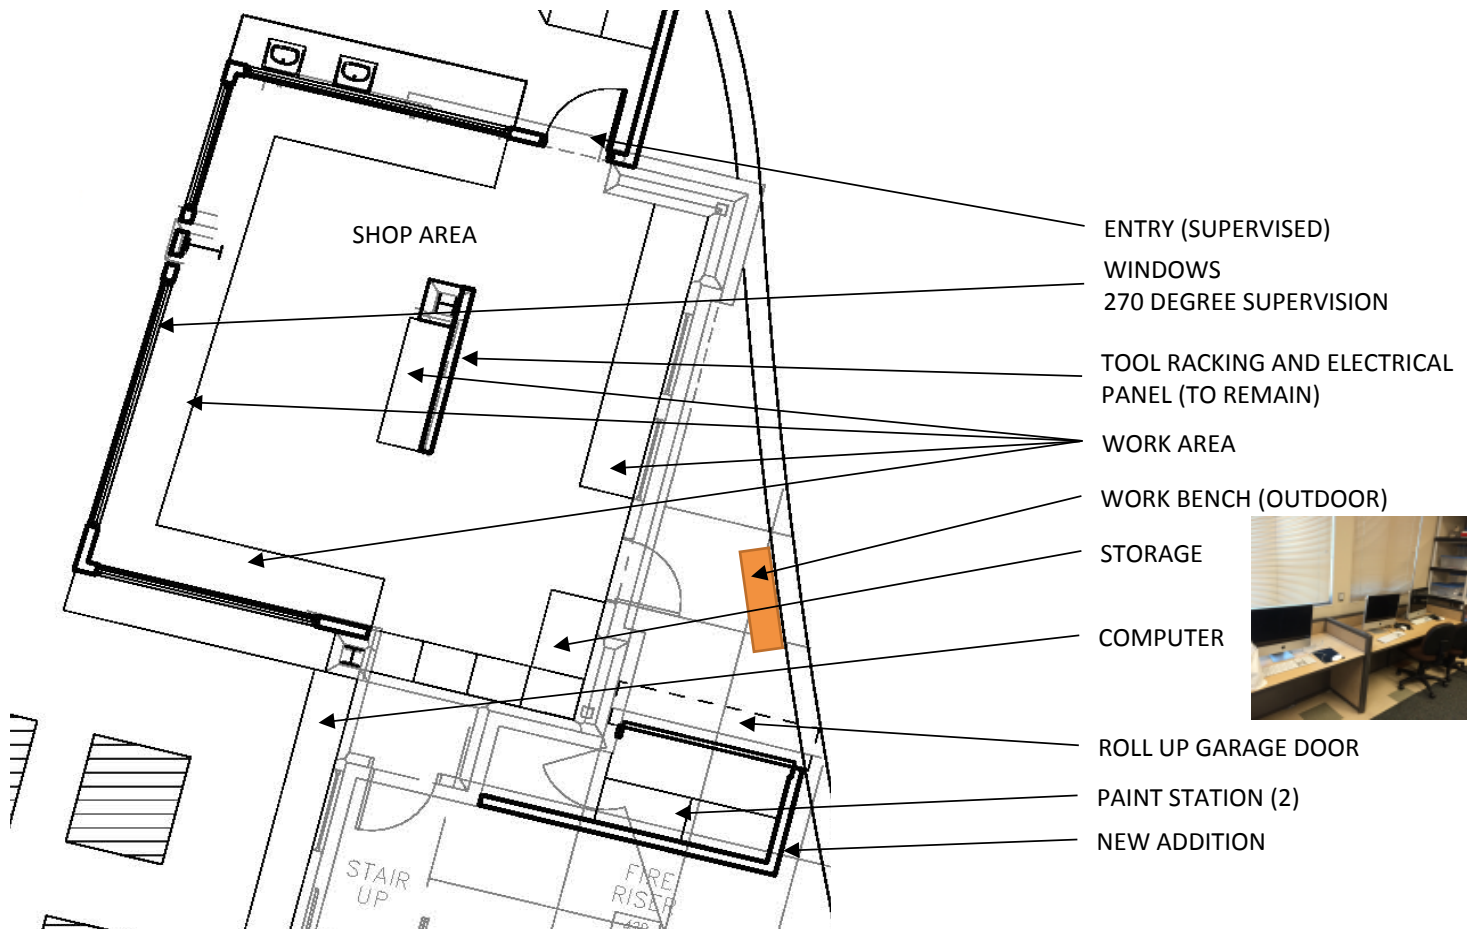 SHOP AREA
ENTRY (SUPERVISED)
WINDOWS
270 DEGREE SUPERVISION
TOOL RACKING AND ELECTRICAL
PANEL (TO REMAIN)
WORK AREA
WORK BENCH (OUTDOOR)
STORAGE
COMPUTER
ROLL UP GARAGE DOOR
PAINT STATION (2)
NEW ADDITION
STAIR
UP
FIRE
RISER